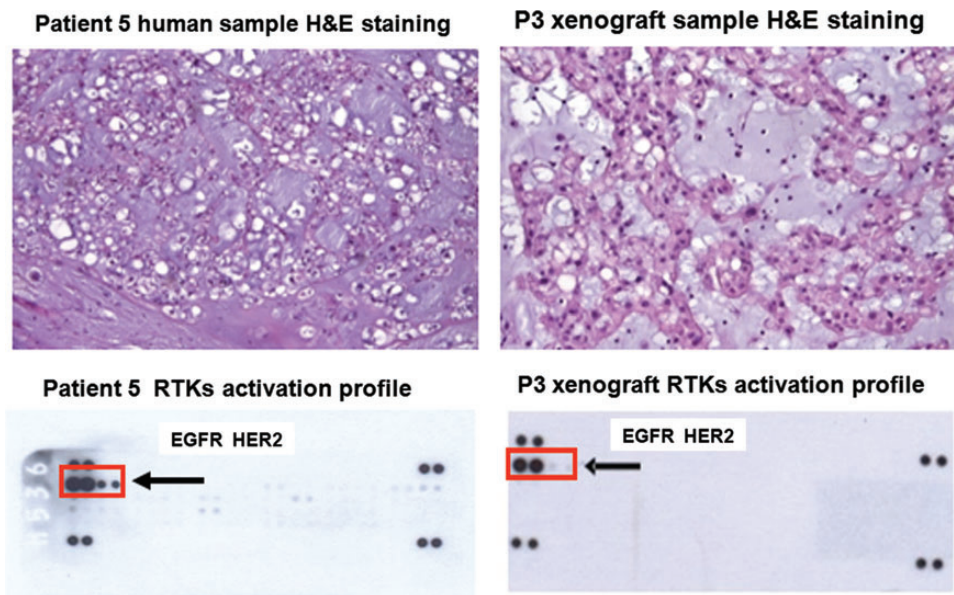 Patient 5 human sample H&E staining
P3 xenograft sample H&E staining
Patient 5 RTKs activation profile
P3 xenograft RTKs activation profile
EGFR HER2
EGFR HER2